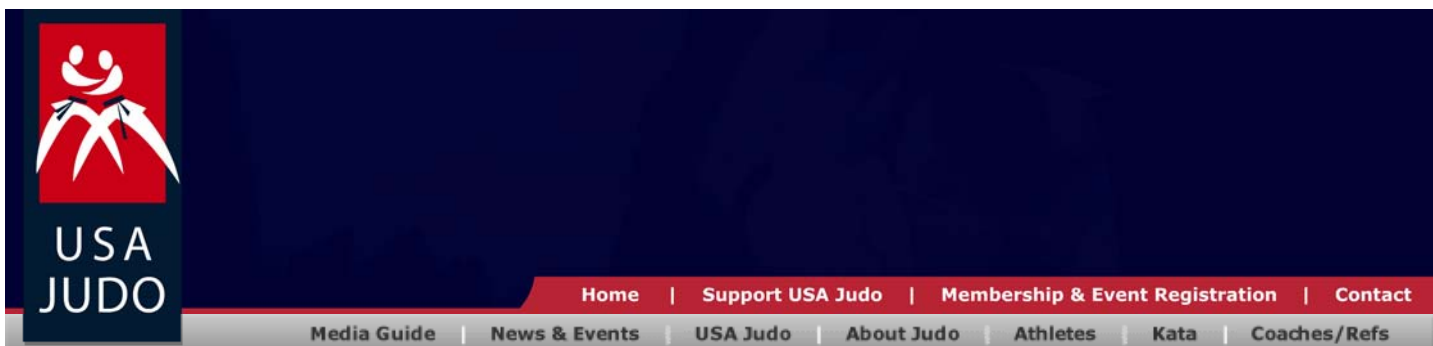 USA
JUDO
Home | Support USA Judo | Membership & Event Registration | Contact
Media Guide | News & Events | USA Judo | About Judo | Athletes | Kata | Coaches/Refs